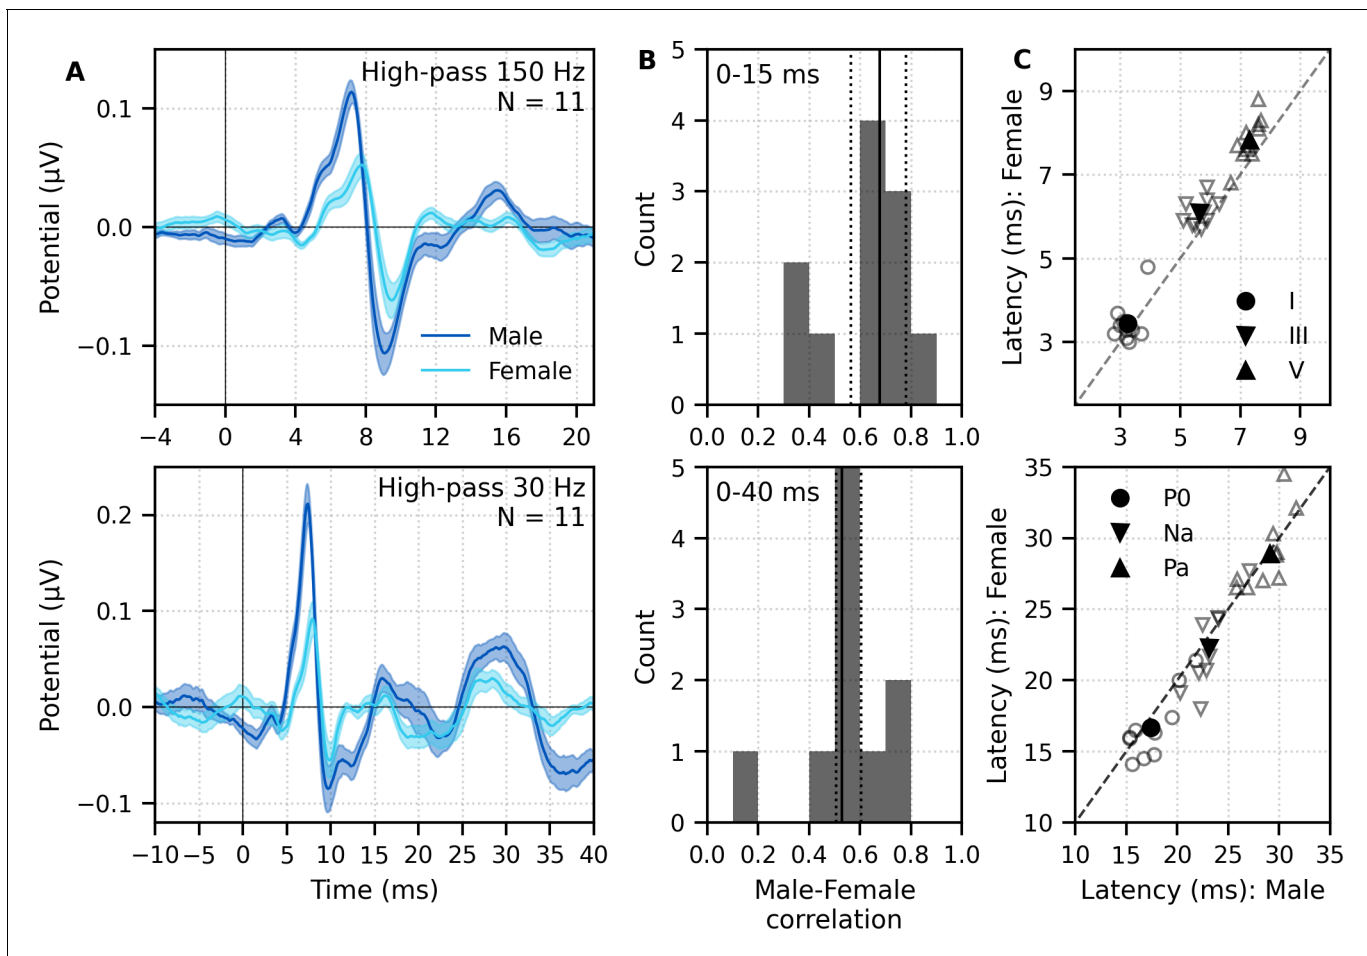 A
High-pass 150 Hz
N = 11
Potential (µV)
0.1
0.0
−0.1
Male
Female
−4 0 4 8 12 16 20
B
0-15 ms
Count
5
4
3
2
1
0
0.0 0.2 0.4 0.6 0.8 1.0
C
Latency (ms): Female
9
7
5
3
I
III
V
3 5 7 9
High-pass 30 Hz
N = 11
Potential (µV)
0.2
0.1
0.0
−0.1
−10 −5 0 5 10 15 20 25 30 35 40
Time (ms)
0-40 ms
Count
5
4
3
2
1
0
0.0 0.2 0.4 0.6 0.8 1.0
Male-Female
correlation
Latency (ms): Female
35
30
25
20
15
10
P0
Na
Pa
10 15 20 25 30 35
Latency (ms): Male